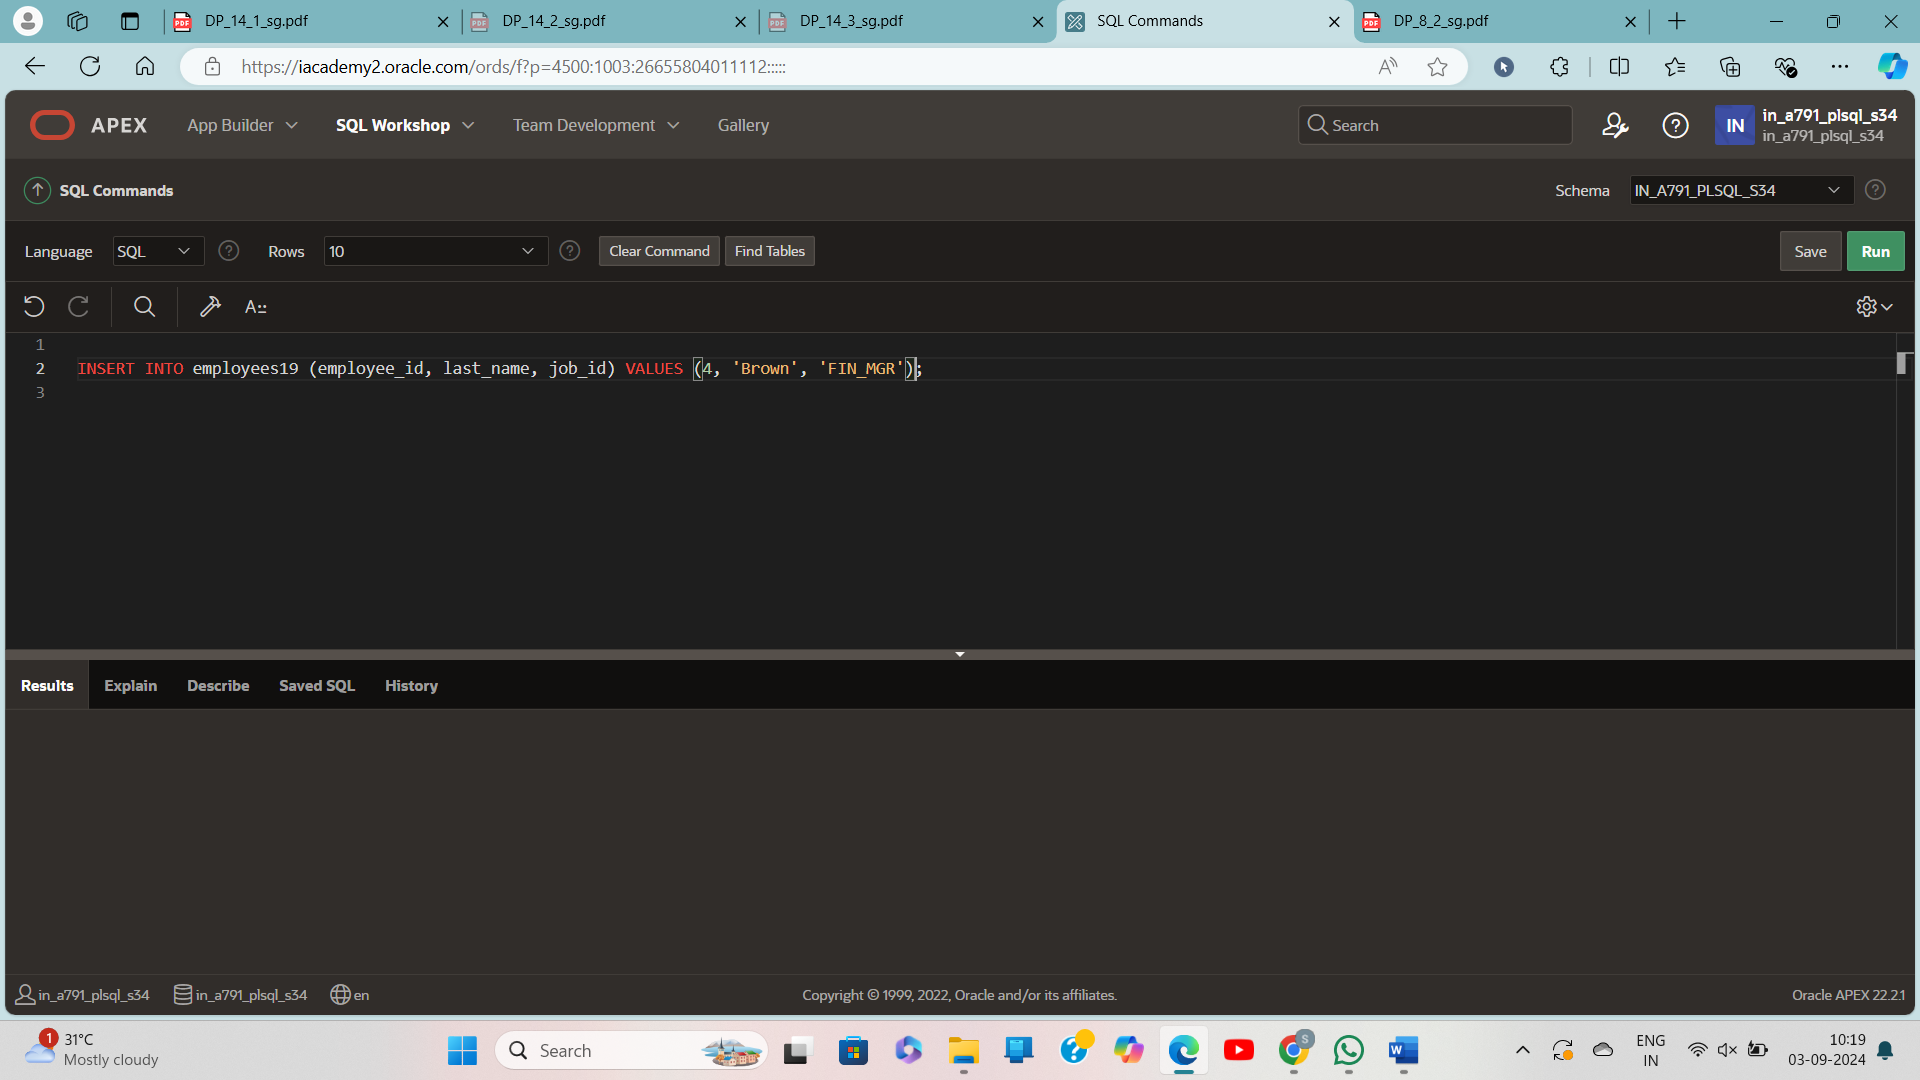 DP_14_1_sg.pdf
DP_14_2_sg.pdf
DP_14_3_sg.pdf
SQL Commands
DP_8_2_sg.pdf
https://iacademy2.oracle.com/ords/f?p=4500:1003:26655804011112:::::
APEX
App Builder
SQL Workshop
Team Development
Gallery
Search
IN
in_a791_plsql_s34
in_a791_plsql_s34
SQL Commands
Schema
IN_A791_PLSQL_S34
Language
SQL
Rows
10
Clear Command
Find Tables
Save
Run
A::
1
2 INSERT INTO employees19 (employee_id, last_name, job_id) VALUES (4, 'Brown', 'FIN_MGR');
3
Results
Explain
Describe
Saved SQL
History
in_a791_plsql_s34
in_a791_plsql_s34
en
Copyright © 1999, 2022, Oracle and/or its affiliates.
Oracle APEX 22.2.1
1
31°C
Mostly cloudy
Search
S
ENG
IN
10:19
03-09-2024